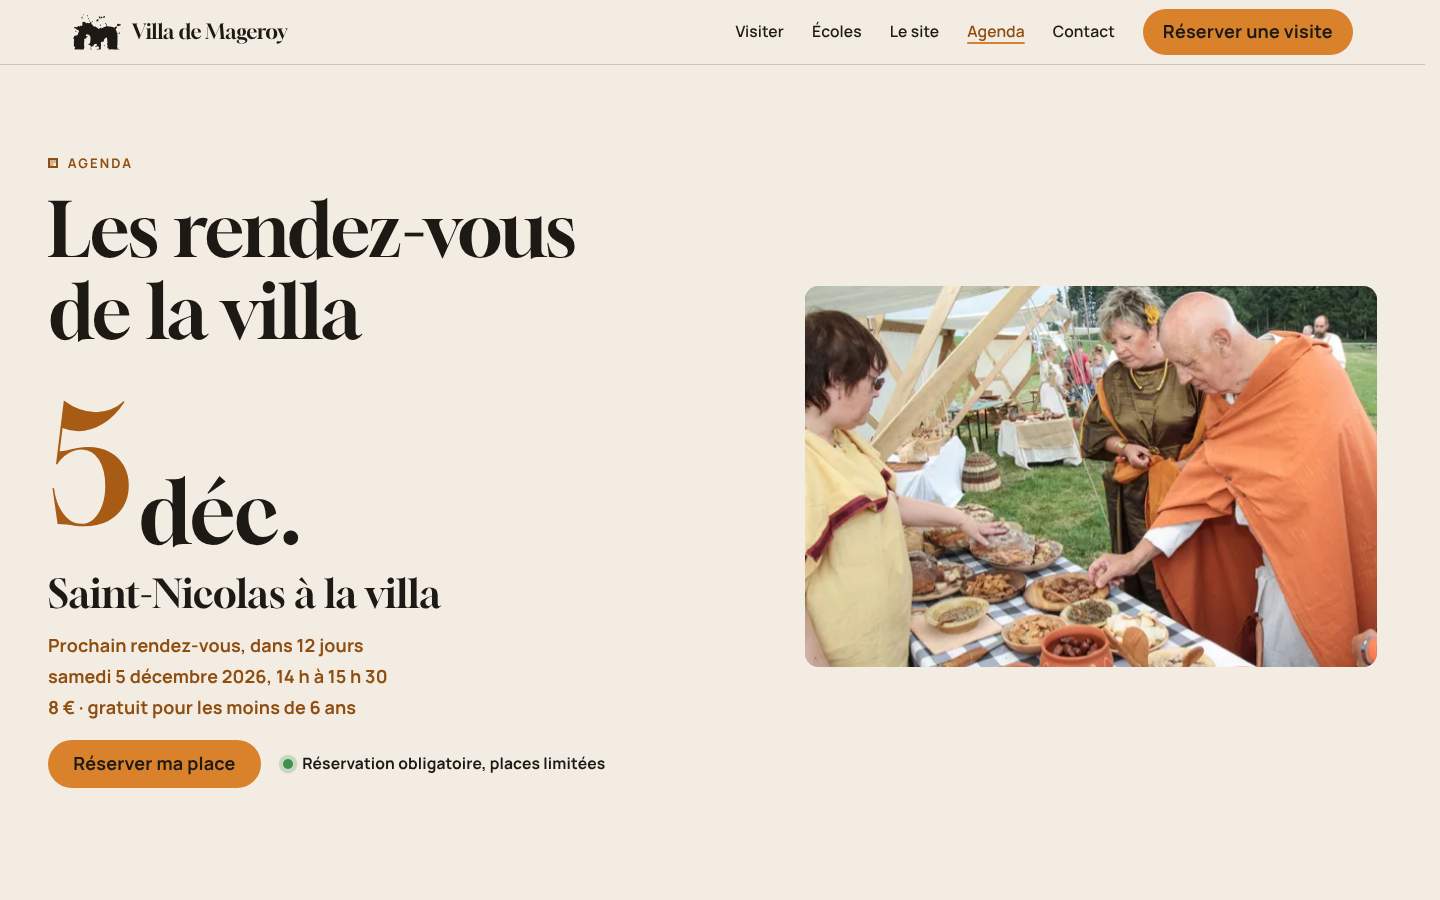 Villa de Mageroy
Visiter
Écoles
Le site
Agenda
Contact
Réserver une visite
AGENDA
Les rendez-vous
de la villa
5 déc.
Saint-Nicolas à la villa
Prochain rendez-vous, dans 12 jours
samedi 5 décembre 2026, 14 h à 15 h 30
8 € · gratuit pour les moins de 6 ans
Réserver ma place
Réservation obligatoire, places limitées